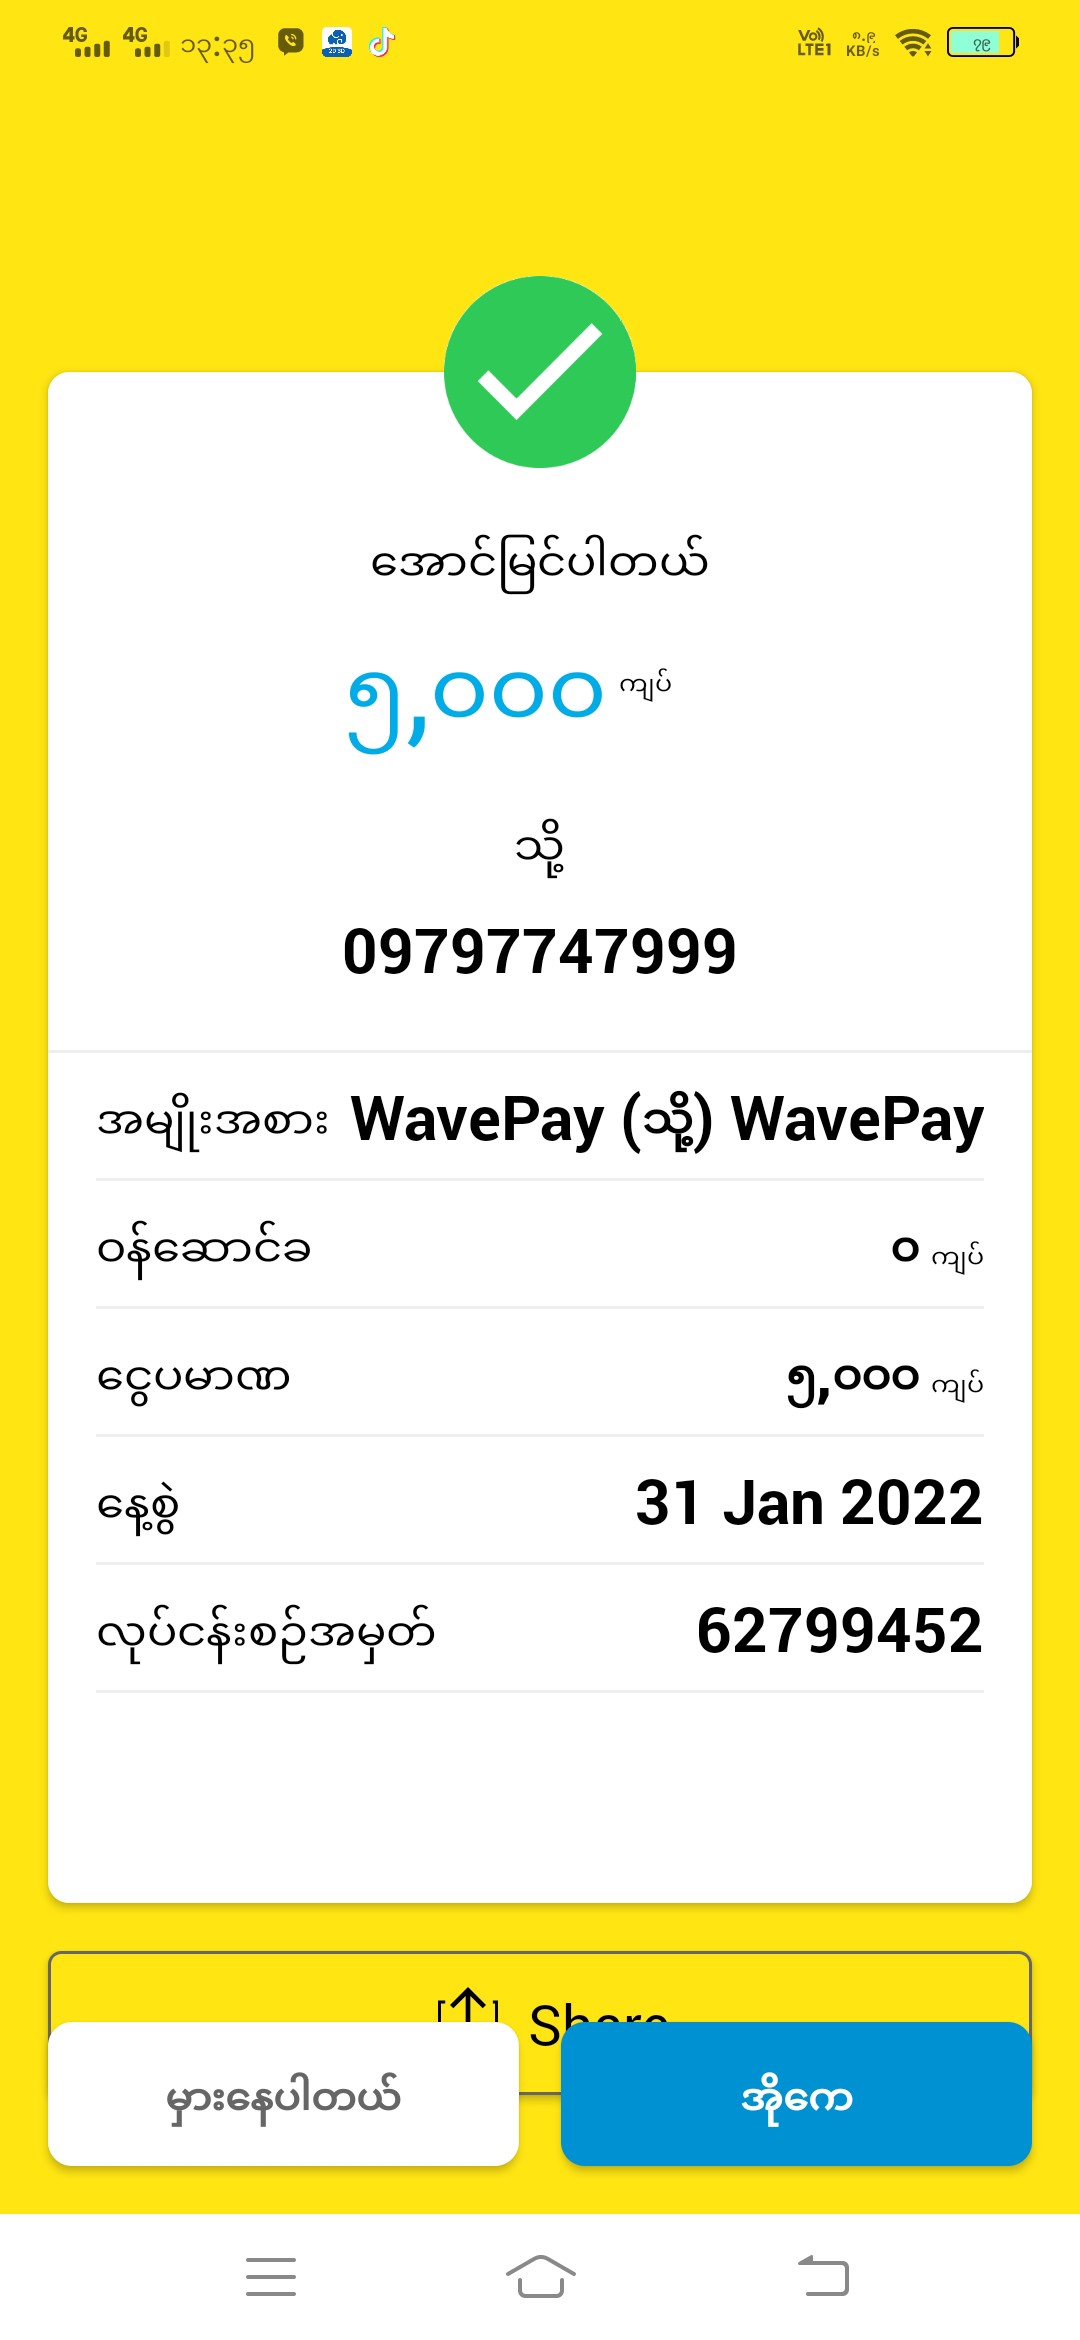 4G 4G ၁၃:၃၅ Vo) LTE1 ၈.၉ KB/s ၇၉
အောင်မြင်ပါတယ်
၅,၀၀၀ ကျပ်
သို့
09797747999
အမျိုးအစား WavePay (သို့) WavePay
ဝန်ဆောင်ခ ၀ ကျပ်
ငွေပမာဏ ၅,၀၀၀ ကျပ်
နေ့စွဲ 31 Jan 2022
လုပ်ငန်းစဉ်အမှတ် 62799452
Share
မှားနေပါတယ် အိုကေ